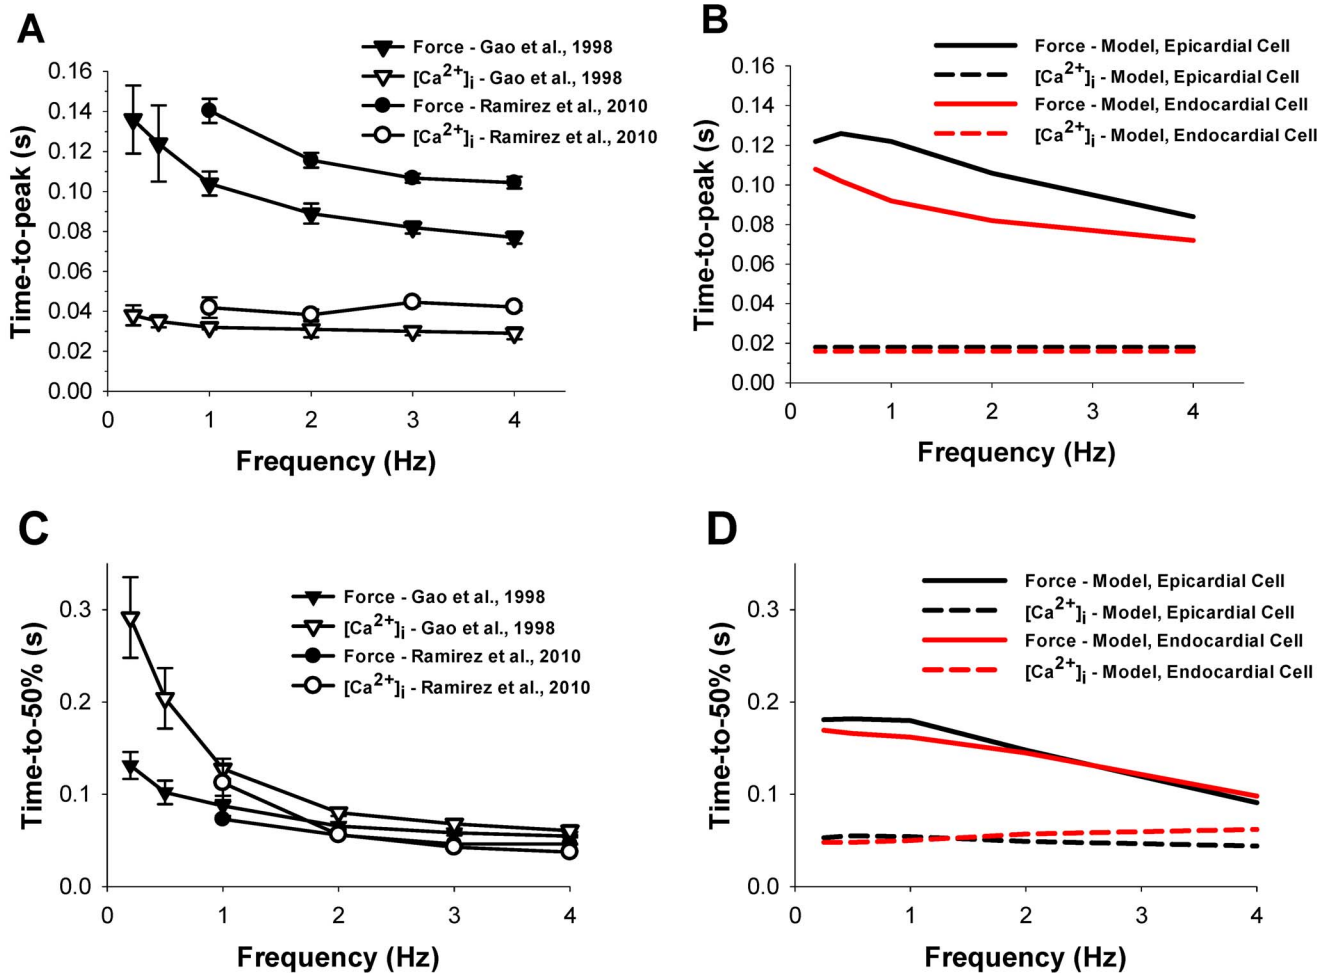 A
Force - Gao et al., 1998
[Ca2+]i - Gao et al., 1998
Force - Ramirez et al., 2010
[Ca2+]i - Ramirez et al., 2010
Time-to-peak (s)
0.16
0.14
0.12
0.10
0.08
0.06
0.04
0.02
0.00
0 1 2 3 4
Frequency (Hz)
B
Force - Model, Epicardial Cell
[Ca2+]i - Model, Epicardial Cell
Force - Model, Endocardial Cell
[Ca2+]i - Model, Endocardial Cell
Time-to-peak (s)
0.16
0.14
0.12
0.10
0.08
0.06
0.04
0.02
0.00
0 1 2 3 4
Frequency (Hz)
C
Force - Gao et al., 1998
[Ca2+]i - Gao et al., 1998
Force - Ramirez et al., 2010
[Ca2+]i - Ramirez et al., 2010
Time-to-50% (s)
0.3
0.2
0.1
0.0
0 1 2 3 4
Frequency (Hz)
D
Force - Model, Epicardial Cell
[Ca2+]i - Model, Epicardial Cell
Force - Model, Endocardial Cell
[Ca2+]i - Model, Endocardial Cell
Time-to-50% (s)
0.3
0.2
0.1
0.0
0 1 2 3 4
Frequency (Hz)